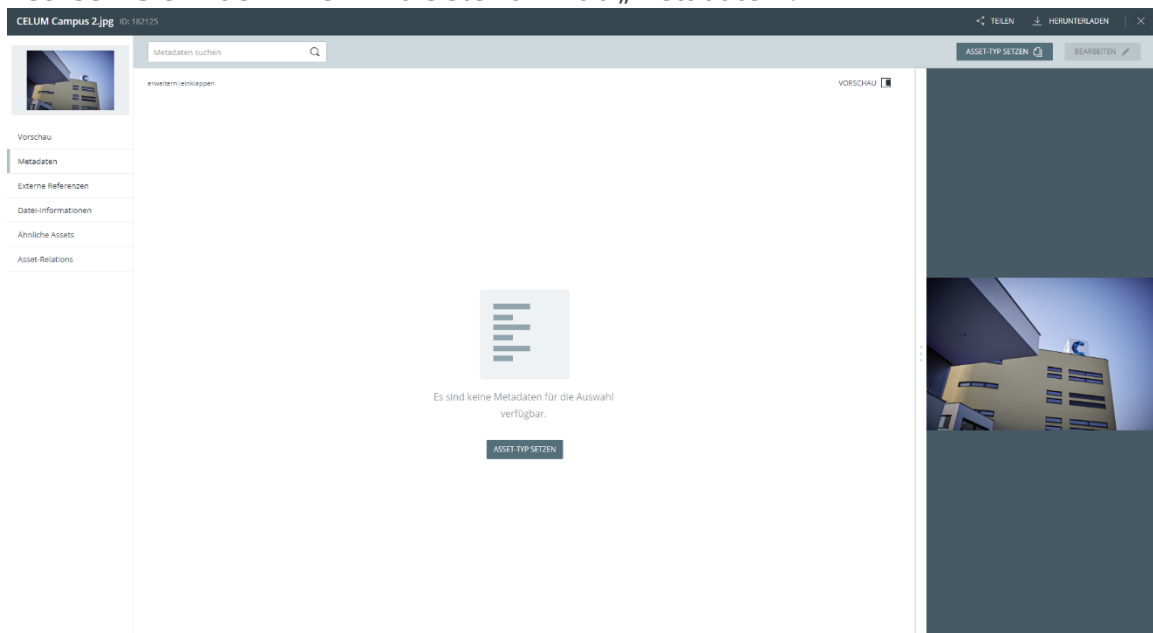 „Metadaten“.
CELUM Campus 2.jpg ID: 182125
TEILEN
HERUNTERLADEN
Metadaten suchen
ASSET-TYP SETZEN
BEARBEITEN
erweitern|einklappen
VORSCHAU
Vorschau
Metadaten
Externe Referenzen
Datei-Informationen
Ähnliche Assets
Asset-Relations
Es sind keine Metadaten für die Auswahl
verfügbar.
ASSET-TYP SETZEN
C